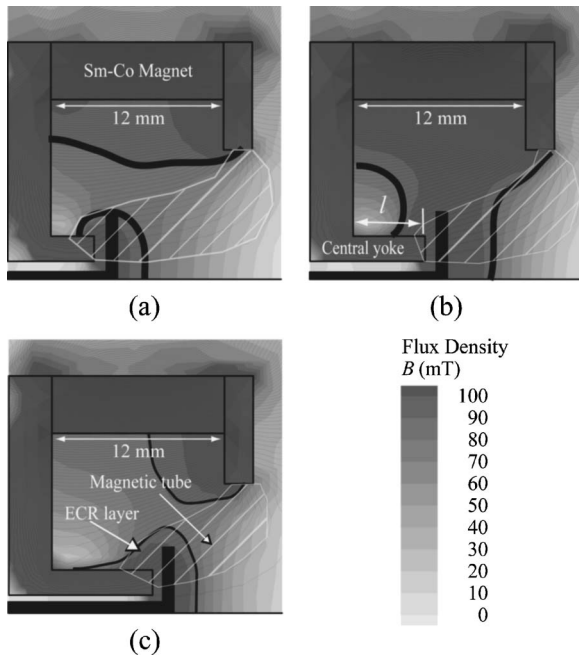 Sm-Co Magnet
12 mm
12 mm
l
Central yoke
(a)
(b)
12 mm
Magnetic tube
ECR layer
(c)
Flux Density
B (mT)
100
90
80
70
60
50
40
30
20
10
0